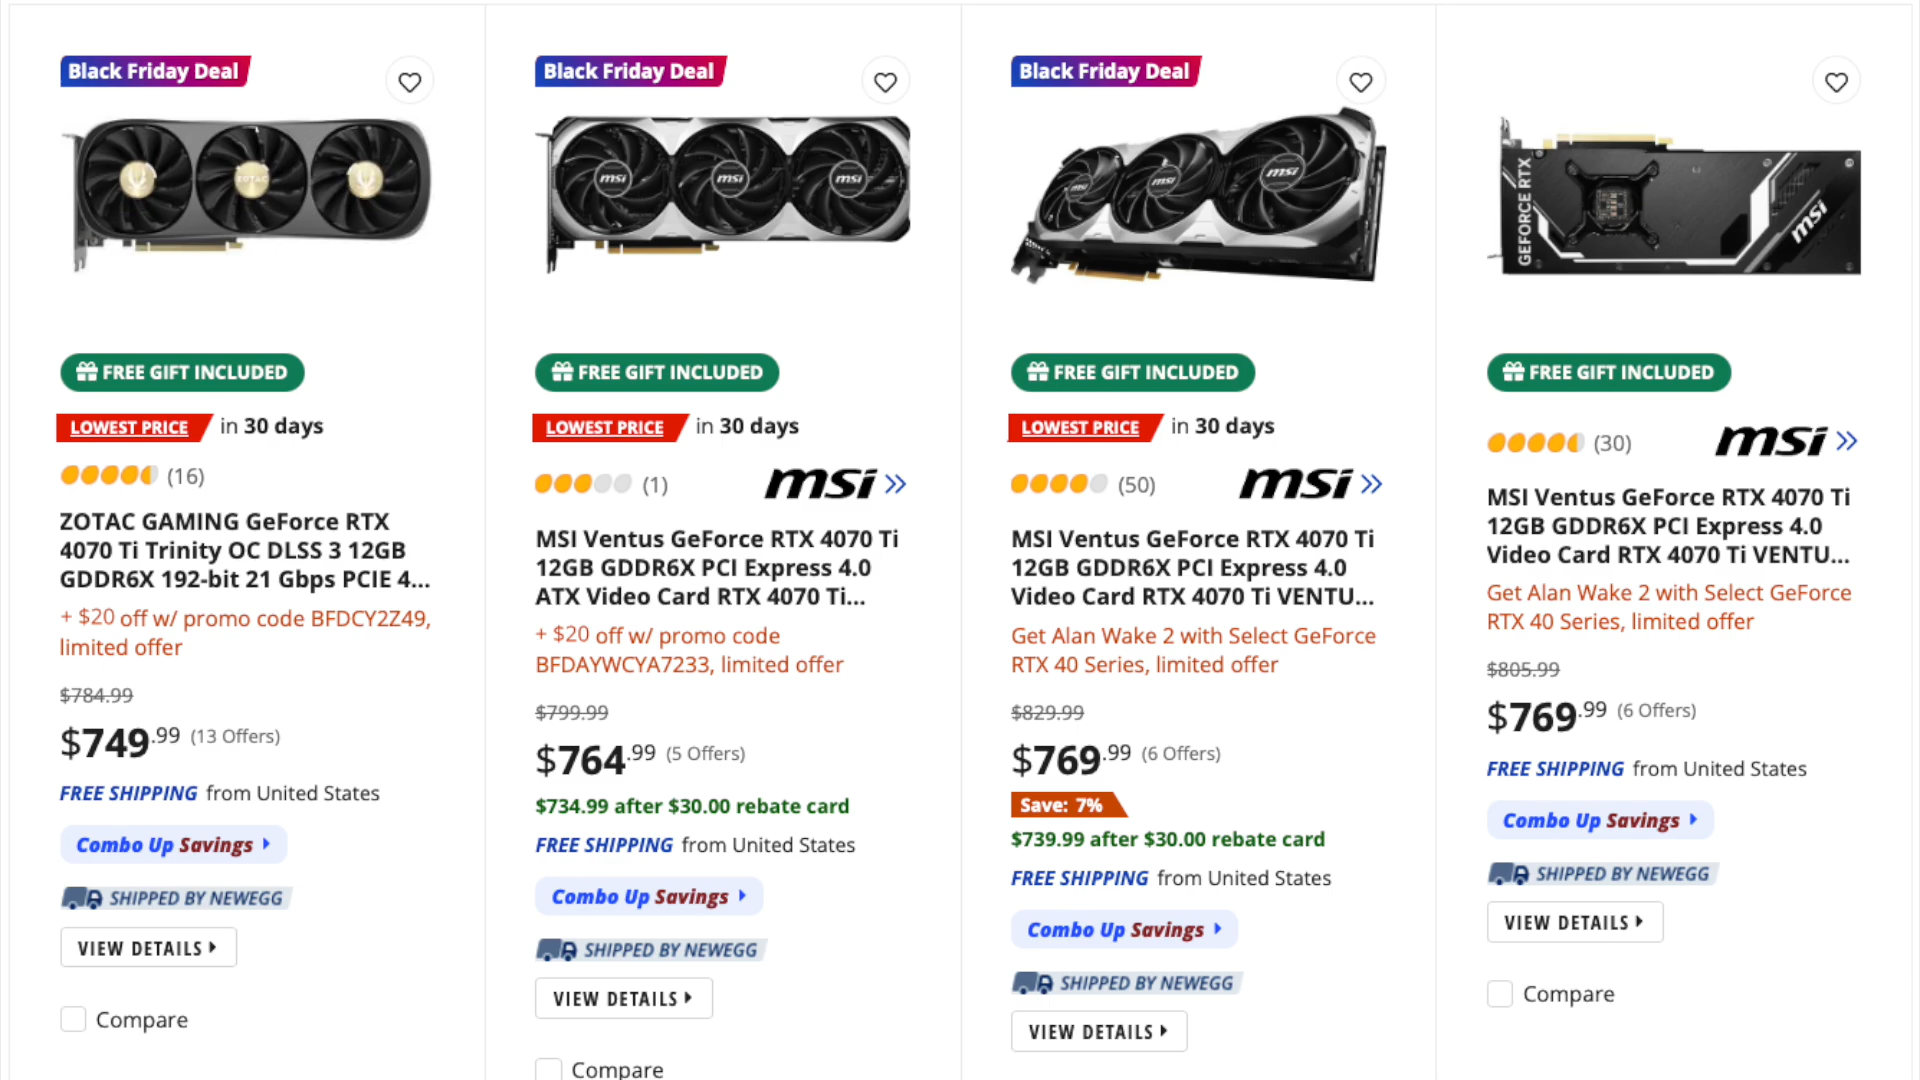 Black Friday Deal
ZOTAC
FREE GIFT INCLUDED
LOWEST PRICE in 30 days
(16)
ZOTAC GAMING GeForce RTX
4070 Ti Trinity OC DLSS 3 12GB
GDDR6X 192-bit 21 Gbps PCIE 4...
+ $20 off w/ promo code BFDCY2Z49,
limited offer
$784.99
$749.99 (13 Offers)
FREE SHIPPING from United States
Combo Up Savings
SHIPPED BY NEWEGG
VIEW DETAILS
Compare
Black Friday Deal
msi msi msi
FREE GIFT INCLUDED
LOWEST PRICE in 30 days
(1) msi
MSI Ventus GeForce RTX 4070 Ti
12GB GDDR6X PCI Express 4.0
ATX Video Card RTX 4070 Ti...
+ $20 off w/ promo code
BFDAYWCYA7233, limited offer
$799.99
$764.99 (5 Offers)
$734.99 after $30.00 rebate card
FREE SHIPPING from United States
Combo Up Savings
SHIPPED BY NEWEGG
VIEW DETAILS
Compare
Black Friday Deal
msi msi msi
FREE GIFT INCLUDED
LOWEST PRICE in 30 days
(50) msi
MSI Ventus GeForce RTX 4070 Ti
12GB GDDR6X PCI Express 4.0
Video Card RTX 4070 Ti VENTU...
Get Alan Wake 2 with Select GeForce
RTX 40 Series, limited offer
$829.99
$769.99 (6 Offers)
Save: 7%
$739.99 after $30.00 rebate card
FREE SHIPPING from United States
Combo Up Savings
SHIPPED BY NEWEGG
VIEW DETAILS
GEFORCE RTX
msi
FREE GIFT INCLUDED
(30) msi
MSI Ventus GeForce RTX 4070 Ti
12GB GDDR6X PCI Express 4.0
Video Card RTX 4070 Ti VENTU...
Get Alan Wake 2 with Select GeForce
RTX 40 Series, limited offer
$805.99
$769.99 (6 Offers)
FREE SHIPPING from United States
Combo Up Savings
SHIPPED BY NEWEGG
VIEW DETAILS
Compare